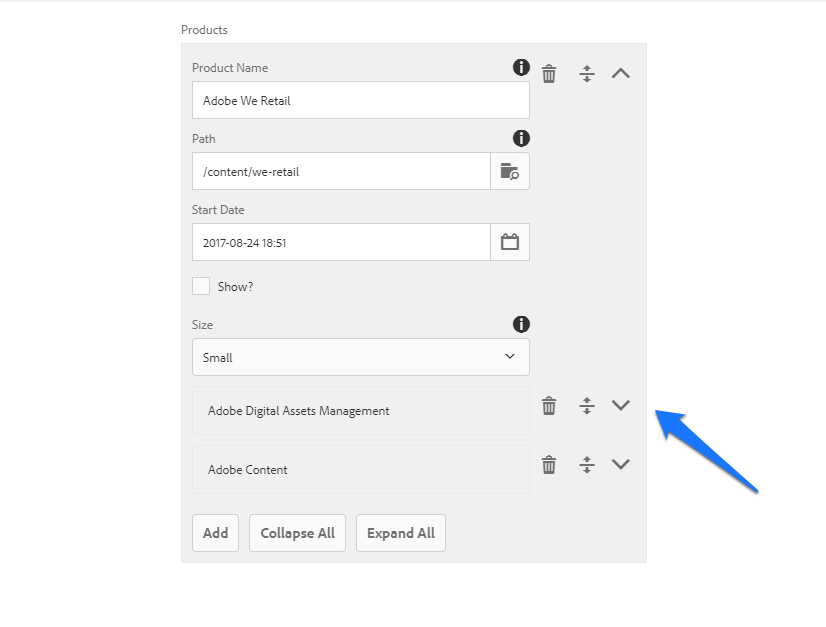 Products
Product Name
Adobe We Retail
Path
/content/we-retail
Start Date
2017-08-24 18:51
Show?
Size
Small
Adobe Digital Assets Management
Adobe Content
Add Collapse All Expand All